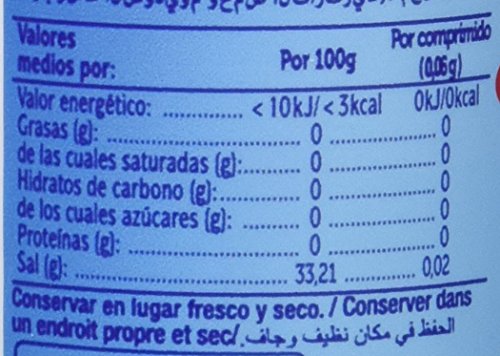 Valores Por comprimido
medios por: Por 100g (0,06g)
Valor energético: .............. < 10kJ/< 3kcal 0kJ/0kcal
Grasas (g): .............. 0 .............. 0
de las cuales saturadas (g):.............. 0 .............. 0
Hidratos de carbono (g):.............. 0 .............. 0
de los cuales azúcares (g): .............. 0 .............. 0
Proteínas (g): .............. 0 .............. 0
Sal (g): .............. 33,21 .............. 0,02
Conservar en lugar fresco y seco. / Conserver dans
un endroit propre et sec/. الحفظ في مكان نظيف وجاف